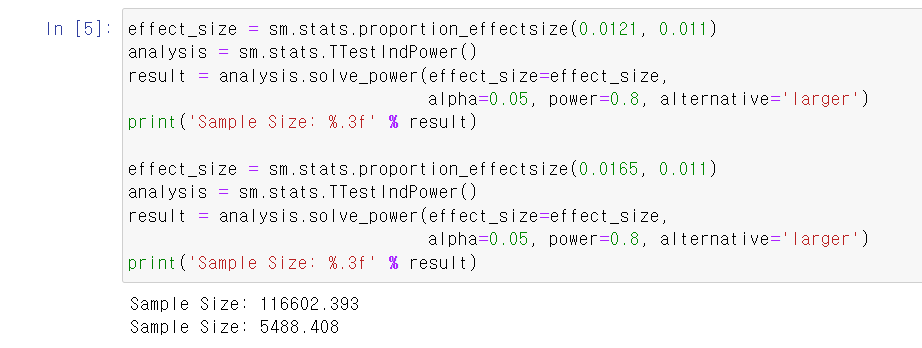 In [5]: effect_size = sm.stats.proportion_effectsize(0.0121, 0.011)
analysis = sm.stats.TTestIndPower()
result = analysis.solve_power(effect_size=effect_size,
alpha=0.05, power=0.8, alternative='larger')
print('Sample Size: %.3f' % result)
effect_size = sm.stats.proportion_effectsize(0.0165, 0.011)
analysis = sm.stats.TTestIndPower()
result = analysis.solve_power(effect_size=effect_size,
alpha=0.05, power=0.8, alternative='larger')
print('Sample Size: %.3f' % result)
Sample Size: 116602.393
Sample Size: 5488.408